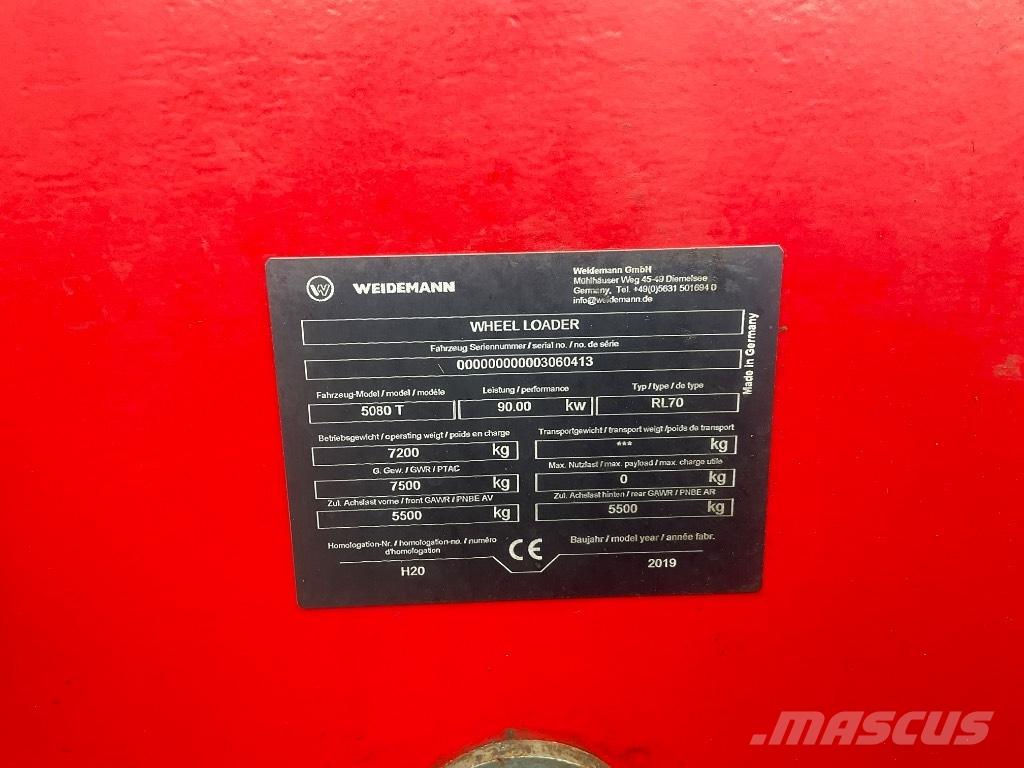 W WEIDEMANN
Weidemann GmbH
Mühlhäuser Weg 45-49 Diemelsee
Germany, Tel. +49(0)5631 501694 0
info@weidemann.de
WHEEL LOADER
Fahrzeug Seriennummer / serial no. / no. de série
000000000003060413
Made in Germany
Fahrzeug-Model / model / modèle
5080 T
Leistung / performance
90.00 kw
Typ / type / de type
RL70
Betriebsgewicht / operating weigt / poids en charge
7200 kg
Transportgewicht / transport weigt / poids de transport
*** kg
G. Gew. / GWR / PTAC
7500 kg
Max. Nutzlast / max. payload / max. charge utile
0 kg
Zul. Achslast vorne / front GAWR / PNBE AV
5500 kg
Zul. Achslast hinten / rear GAWR / PNBE AR
5500 kg
Homologation-Nr. / homologation-no. / numéro
d'homologation
H20
CE
Baujahr / model year / année fabr.
2019
MASCUS